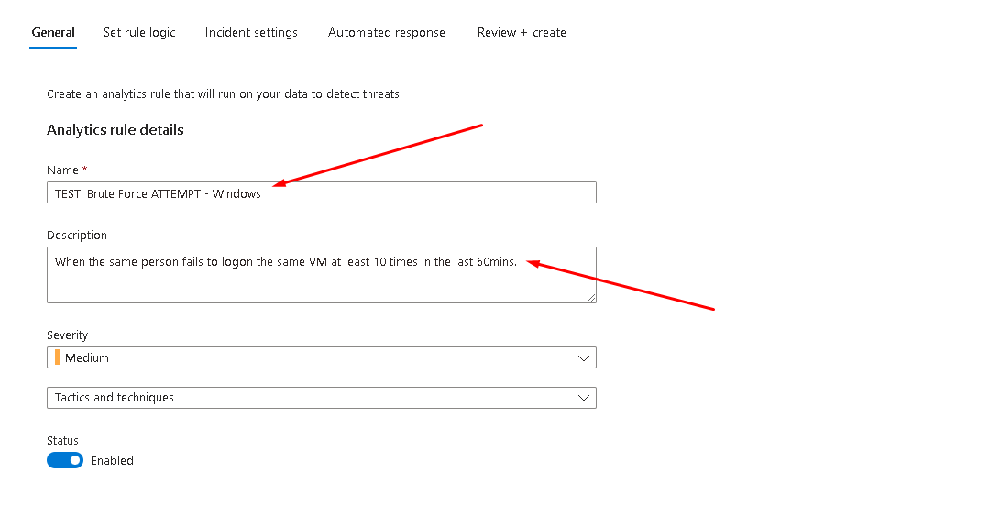 General Set rule logic Incident settings Automated response Review + create
Create an analytics rule that will run on your data to detect threats.
Analytics rule details
Name *
TEST: Brute Force ATTEMPT - Windows
Description
When the same person fails to logon the same VM at least 10 times in the last 60mins.
Severity
Medium
Tactics and techniques
Status
Enabled